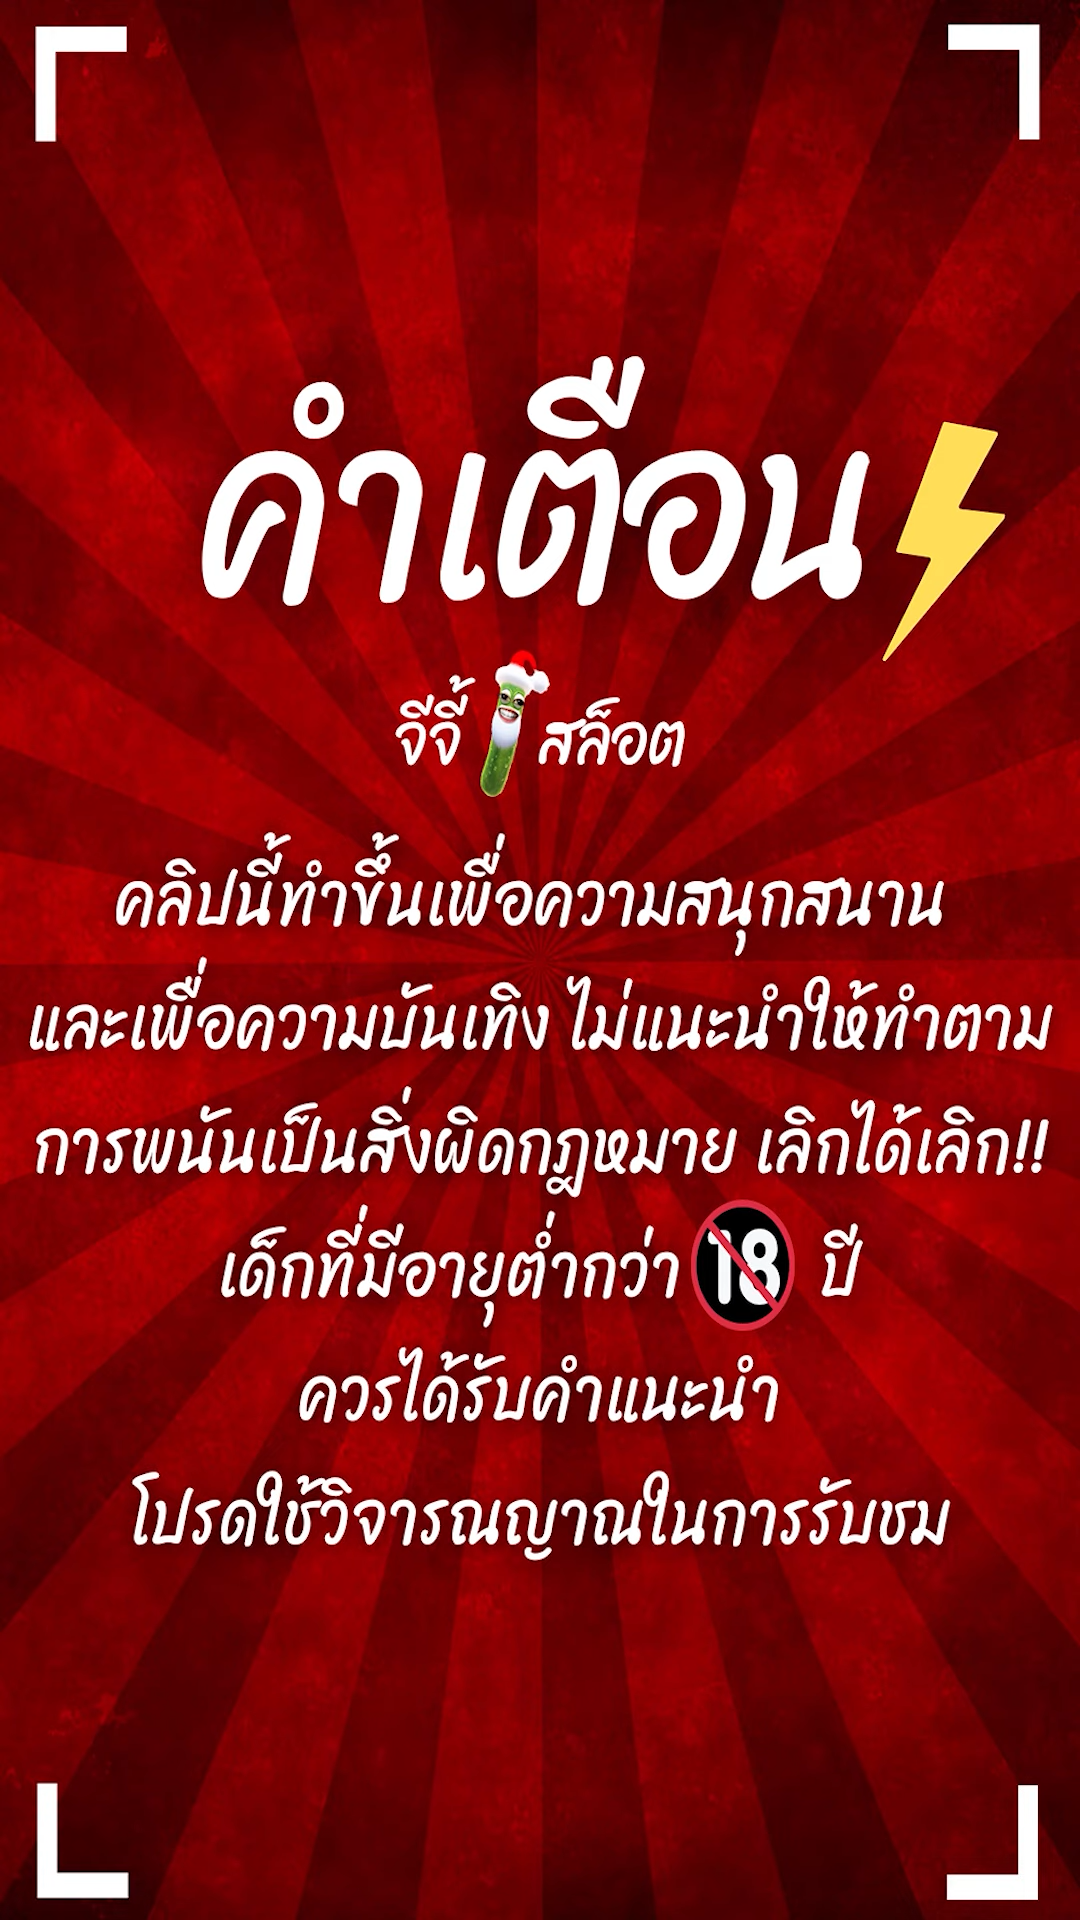 คำเตือน
จีจี้ สล็อต
คลิปนี้ทำขึ้นเพื่อความสนุกสนาน
และเพื่อความบันเทิง ไม่แนะนำให้ทำตาม
การพนันเป็นสิ่งผิดกฎหมาย เลิกได้เลิก!!
เด็กที่มีอายุต่ำกว่า 18 ปี
ควรได้รับคำแนะนำ
โปรดใช้วิจารณญาณในการรับชม